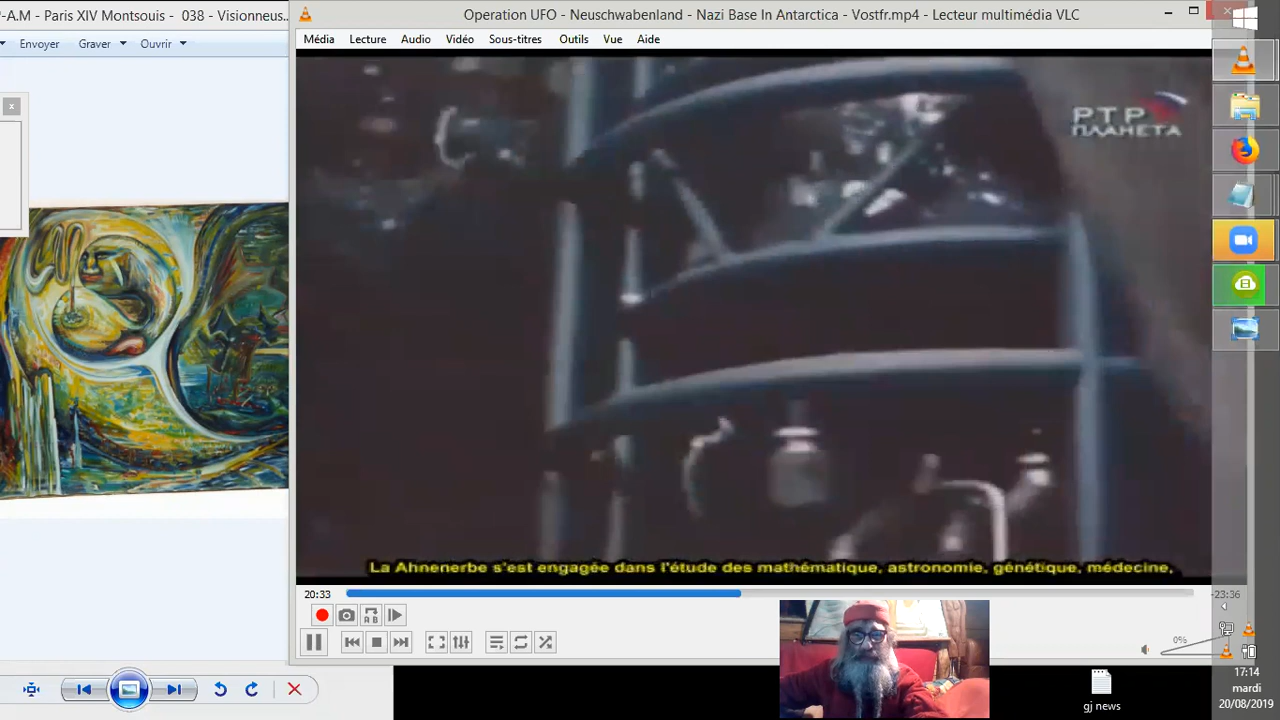 P-A.M - Paris XIV Montsouis - 038 - Visionneus...
Envoyer Graver Ouvrir
x
Operation UFO - Neuschwabenland - Nazi Base In Antarctica - Vostfr.mp4 - Lecteur multimédia VLC
Média Lecture Audio Vidéo Sous-titres Outils Vue Aide
РТР
ПЛАНЕТА
La Ahnenerbe s'est engagée dans l'étude des mathématique, astronomie, génétique, médecine,
20:33
-23:36
0%
gj news
17:14
mardi
20/08/2019